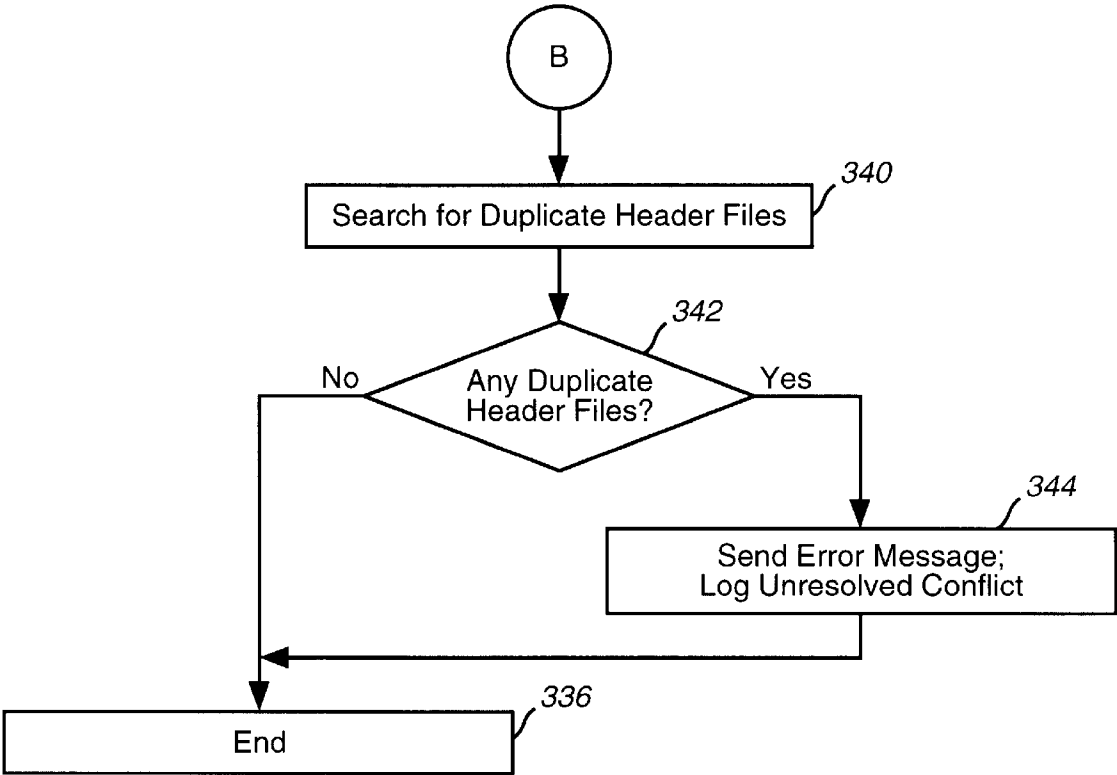 B
340
Search for Duplicate Header Files
342
No
Any Duplicate
Header Files?
Yes
344
Send Error Message;
Log Unresolved Conflict
336
End